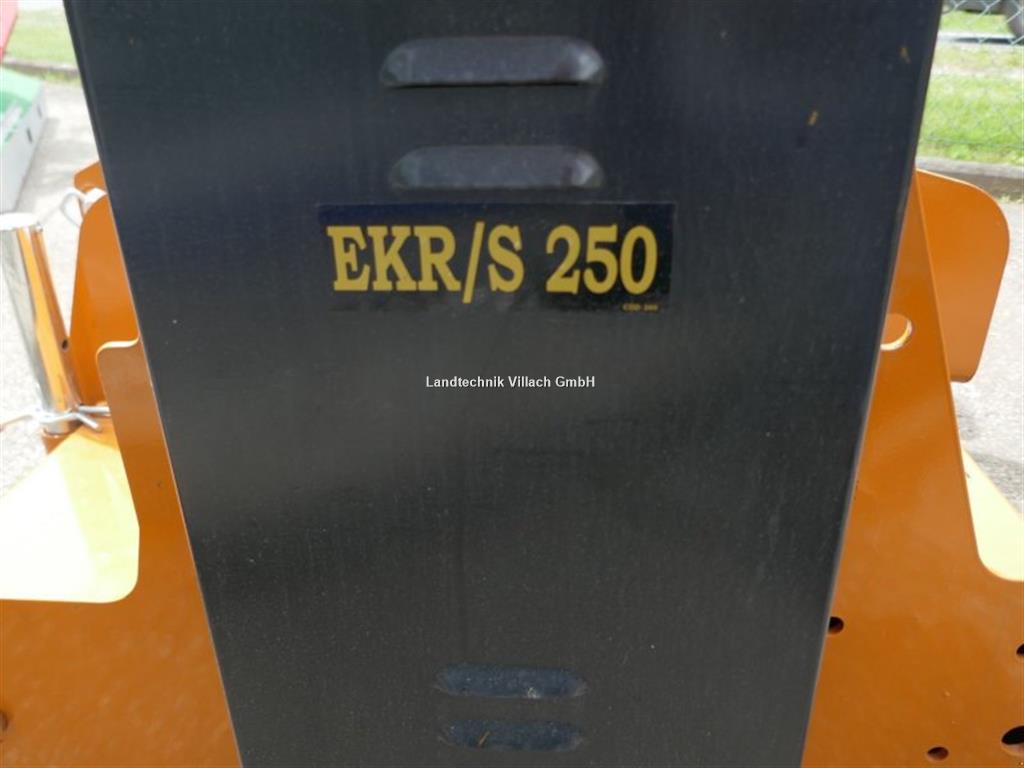 EKR/S 250
Landtechnik Villach GmbH